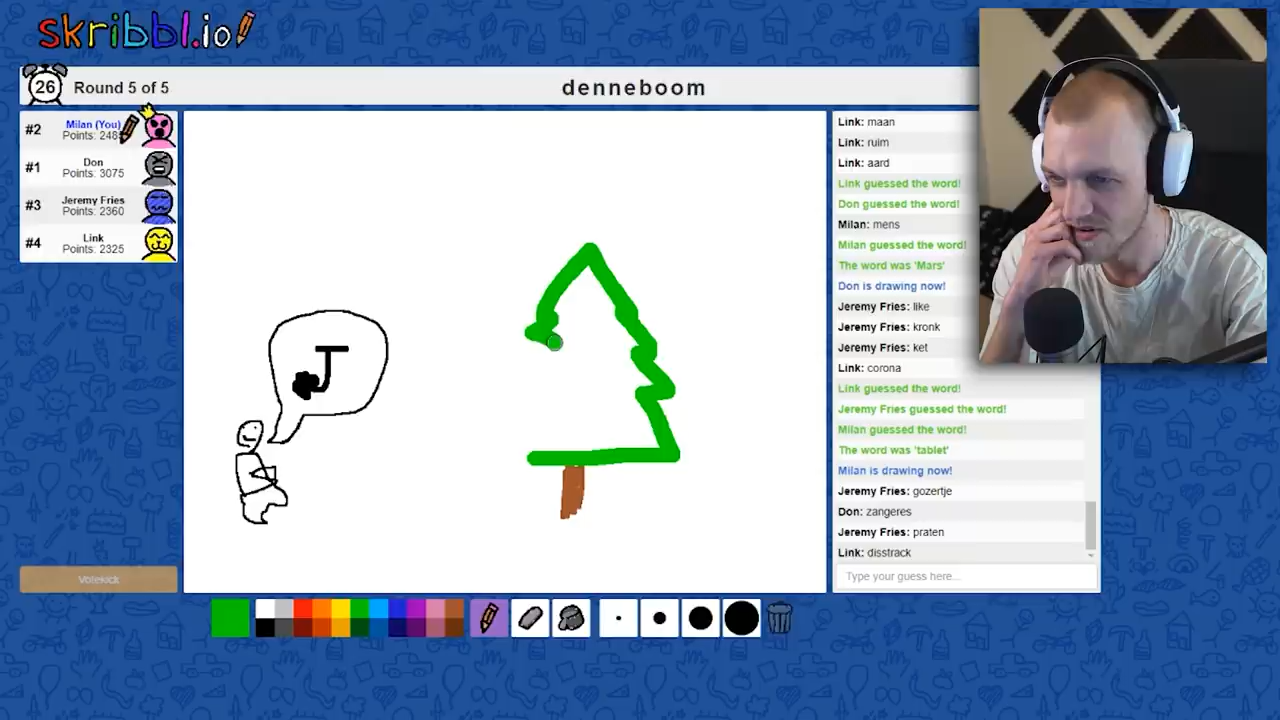 skribbl.io
26
Round 5 of 5
denneboom
#2
Milan (You)
Points: 248
#1
Don
Points: 3075
#3
Jeremy Fries
Points: 2360
#4
Link
Points: 2325
Votekick
J
Link: maan
Link: ruim
Link: aard
Link guessed the word!
Don guessed the word!
Milan: mens
Milan guessed the word!
The word was 'Mars'
Don is drawing now!
Jeremy Fries: like
Jeremy Fries: kronk
Jeremy Fries: ket
Link: corona
Link guessed the word!
Jeremy Fries guessed the word!
Milan guessed the word!
The word was 'tablet'
Milan is drawing now!
Jeremy Fries: gozertje
Don: zangeres
Jeremy Fries: praten
Link: disstrack
Type your guess here...